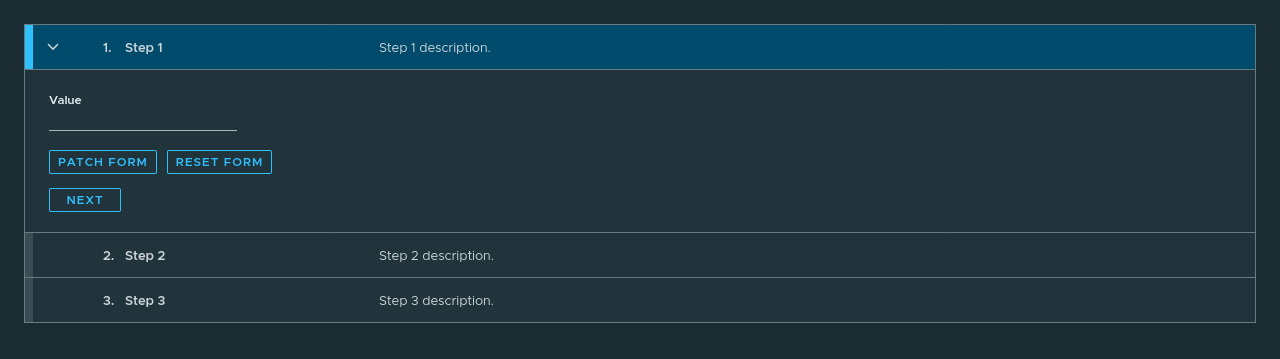 1. Step 1 Step 1 description.
Value
PATCH FORM RESET FORM
NEXT
2. Step 2 Step 2 description.
3. Step 3 Step 3 description.